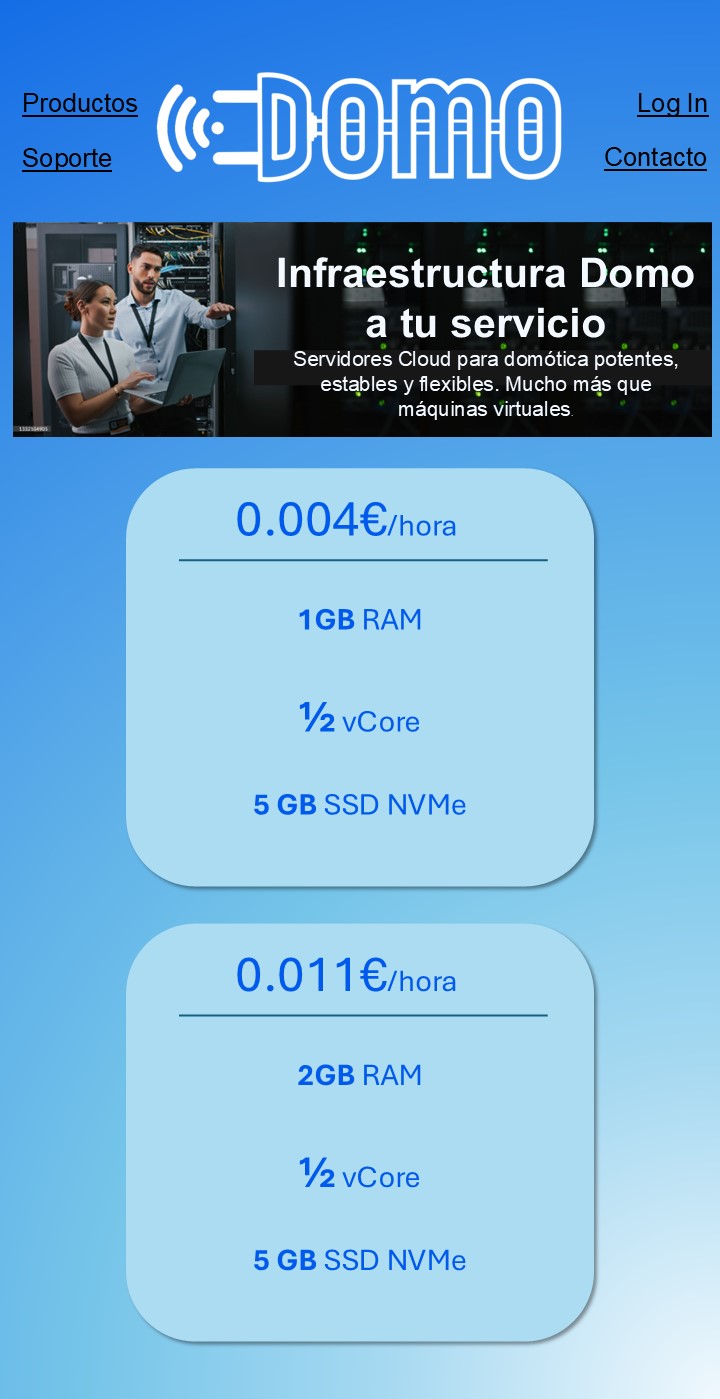 Productos
Soporte
Domo
Log In
Contacto
Infraestructura Domo
a tu servicio
Servidores Cloud para domótica potentes,
estables y flexibles. Mucho más que
máquinas virtuales.
1332104905
0.004€/hora
1GB RAM
½ vCore
5 GB SSD NVMe
0.011€/hora
2GB RAM
½ vCore
5 GB SSD NVMe